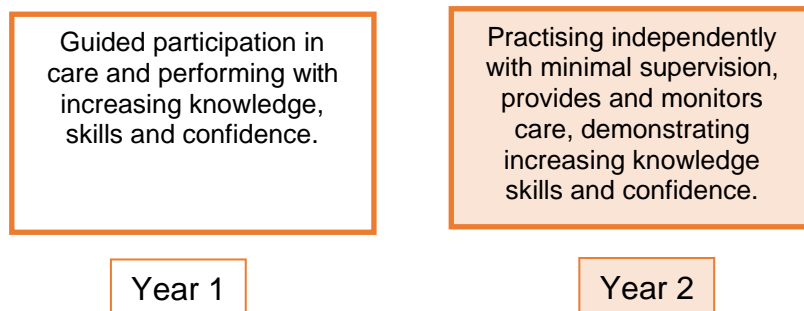 Guided participation in
care and performing with
increasing knowledge,
skills and confidence.
Year 1
Practising independently
with minimal supervision,
provides and monitors
care, demonstrating
increasing knowledge
skills and confidence.
Year 2